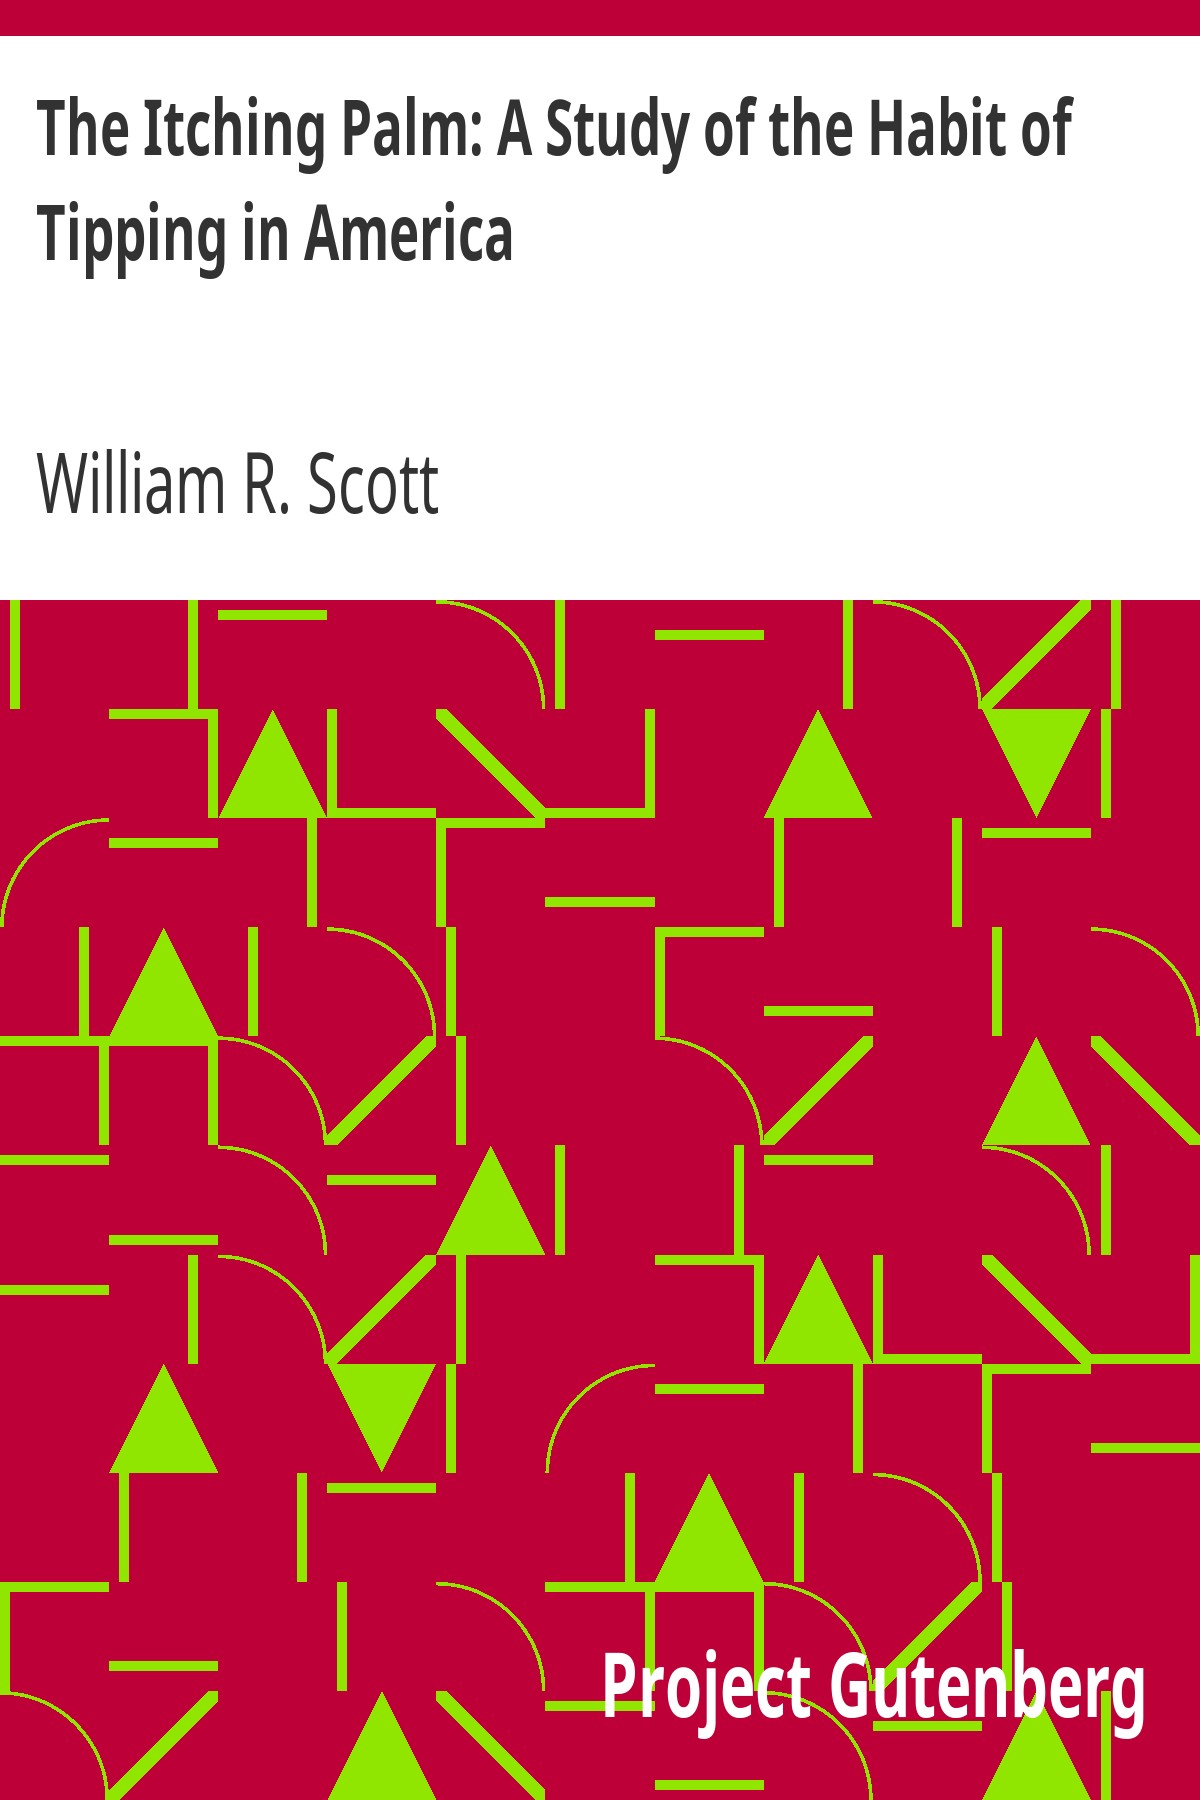 The Itching Palm: A Study of the Habit of
Tipping in America
William R. Scott
Project Gutenberg